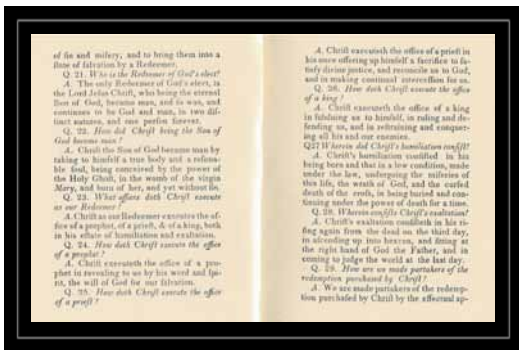 of ſin and miſery, and to bring them into a
ſtate of ſalvation by a Redeemer.
Q. 21. Who is the Redeemer of God's elect?
A. The only Redeemer of God's elect, is
the Lord Jeſus Chriſt, who being the eternal
Son of God, became man, and ſo was, and
continues to be God and man, in two diſ-
tinct natures, and one perſon forever.
Q. 22. How did Chriſt being the Son of
God become man?
A. Chriſt the Son of God became man by
taking to himſelf a true body and a reaſona-
ble ſoul, being conceived by the power of
the Holy Ghoſt, in the womb of the virgin
Mary, and born of her, and yet without ſin.
Q. 23. What offices doth Chriſt execute
as our Redeemer?
A. Chriſt as our Redeemer executes the of-
fice of a prophet, of a prieſt, & of a king, both
in his eſtate of humiliation and exaltation.
Q. 24. How doth Chriſt execute the office
of a prophet?
A. Chriſt executeth the office of a pro-
phet in revealing to us by his word and ſpi-
rit, the will of God for our ſalvation.
Q. 25. How doth Chriſt execute the office
of a prieſt?
A. Chriſt executeth the office of a prieſt in
his once offering up himſelf a ſacrifice to ſa-
tisfy divine juſtice, and reconcile us to God,
and in making continual interceſſion for us.
Q. 26. How doth Chriſt execute the office
of a king?
A. Chriſt executeth the office of a king
in ſubduing us to himſelf, in ruling and de-
fending us, and in reſtraining and conquer-
ing all his and our enemies.
Q27 Wherein did Chriſt's humiliation conſiſt?
A. Chriſt's humiliation conſiſted in his
being born and that in a low condition, made
under the law, undergoing the miſeries of
this life, the wrath of God, and the curſed
death of the croſs, in being buried and con-
tinuing under the power of death for a time.
Q. 28. Wherein conſiſts Chriſt's exaltation?
A. Chriſt's exaltation conſiſteth in his ri-
ſing again from the dead on the third day,
in aſcending up into heaven, and ſitting at
the right hand of God the Father, and in
coming to judge the world at the laſt day.
Q. 29. How are we made partakers of the
redemption purchaſed by Chriſt?
A. We are made partakers of the redemp-
tion purchaſed by Chriſt by the effectual ap-